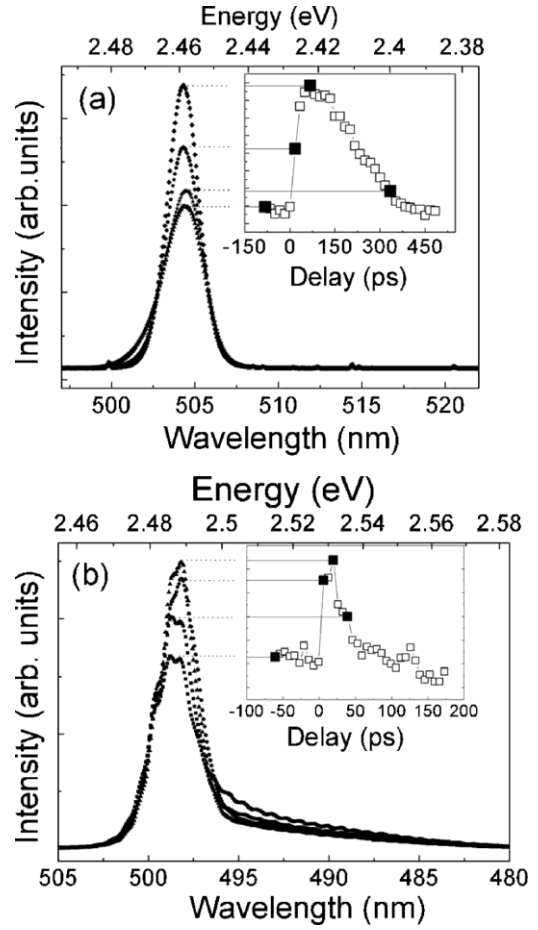 Energy (eV)
2.48 2.46 2.44 2.42 2.4 2.38
(a)
Intensity (arb.units)
-150 0 150 300 450
Delay (ps)
500 505 510 515 520
Wavelength (nm)
Energy (eV)
2.46 2.48 2.5 2.52 2.54 2.56 2.58
(b)
Intensity (arb. units)
-100 -50 0 50 100 150 200
Delay (ps)
505 500 495 490 485 480
Wavelength (nm)